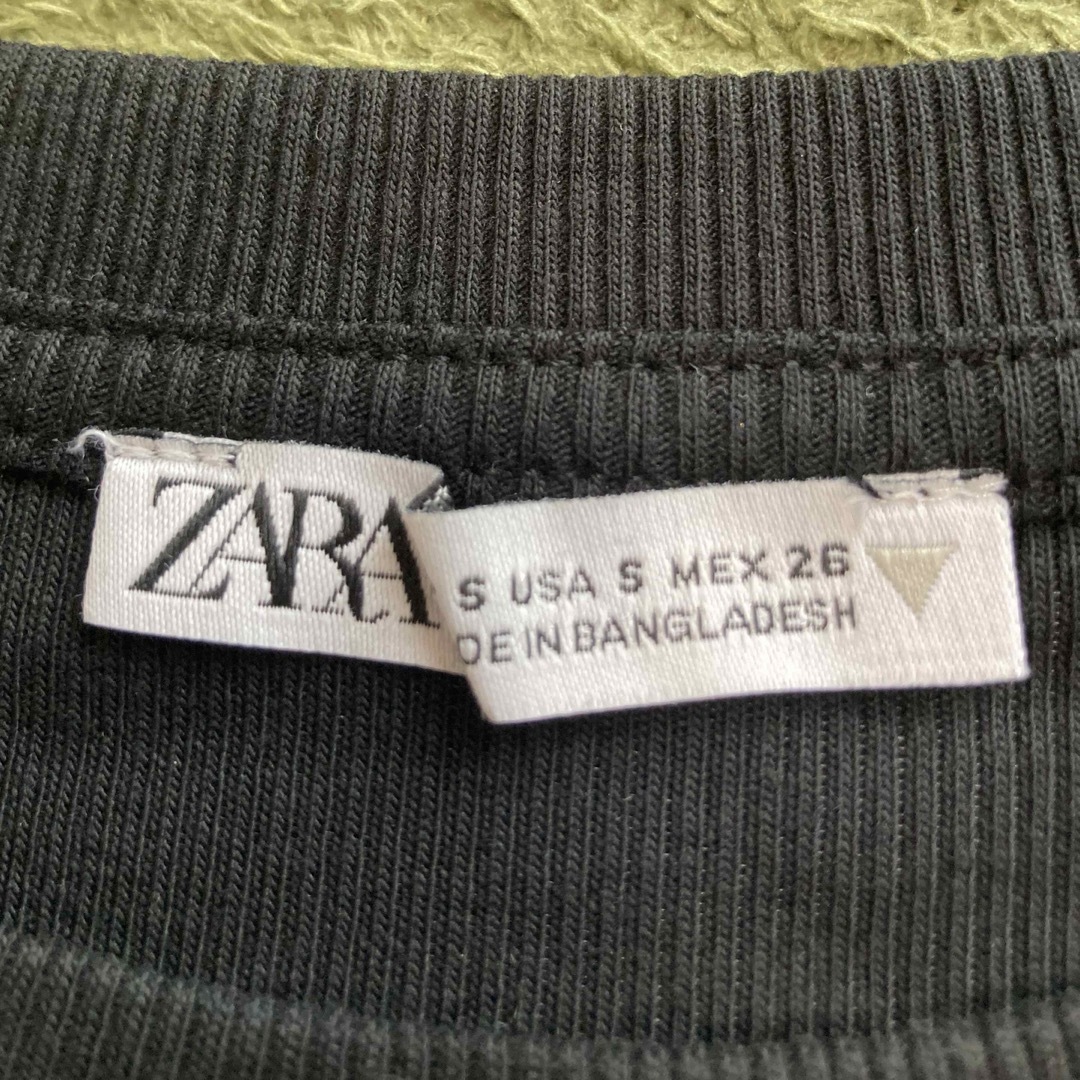 ZARA
S USA S MEX 26
DE IN BANGLADESH